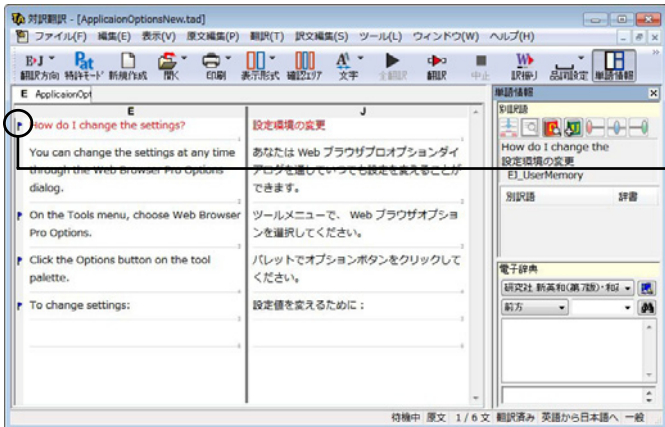 対訳翻訳 - [ApplicaionOptionsNew.tad]
ファイル(F) 編集(E) 表示(V) 原文編集(P) 翻訳(T) 訳文編集(S) ツール(L) ウィンドウ(W) ヘルプ(H)
翻訳方向 特許モード 新規作成 開く 印刷 表示形式 確認エリア 文字 全翻訳 翻訳 中止 訳振り 品詞設定 単語情報
E ApplicaionOpt
単語情報
E J
別訳語
How do I change the settings? 設定環境の変更
You can change the settings at any time
through the Web Browser Pro Options
dialog.
あなたは Web ブラウザプロオプションダイ
アログを通していつでも設定を変えることが
できます。
On the Tools menu, choose Web Browser
Pro Options.
ツールメニューで、 Web ブラウザオプショ
ンを選択してください。
Click the Options button on the tool
palette.
パレットでオプションボタンをクリックして
ください。
To change settings: 設定値を変えるために：
How do I change the
設定環境の変更
EJ_UserMemory
別訳語 辞書
電子辞典
研究社 新英和(第7版)・和
前方
待機中 原文 1 / 6 文 翻訳済み 英語から日本語へ 一般